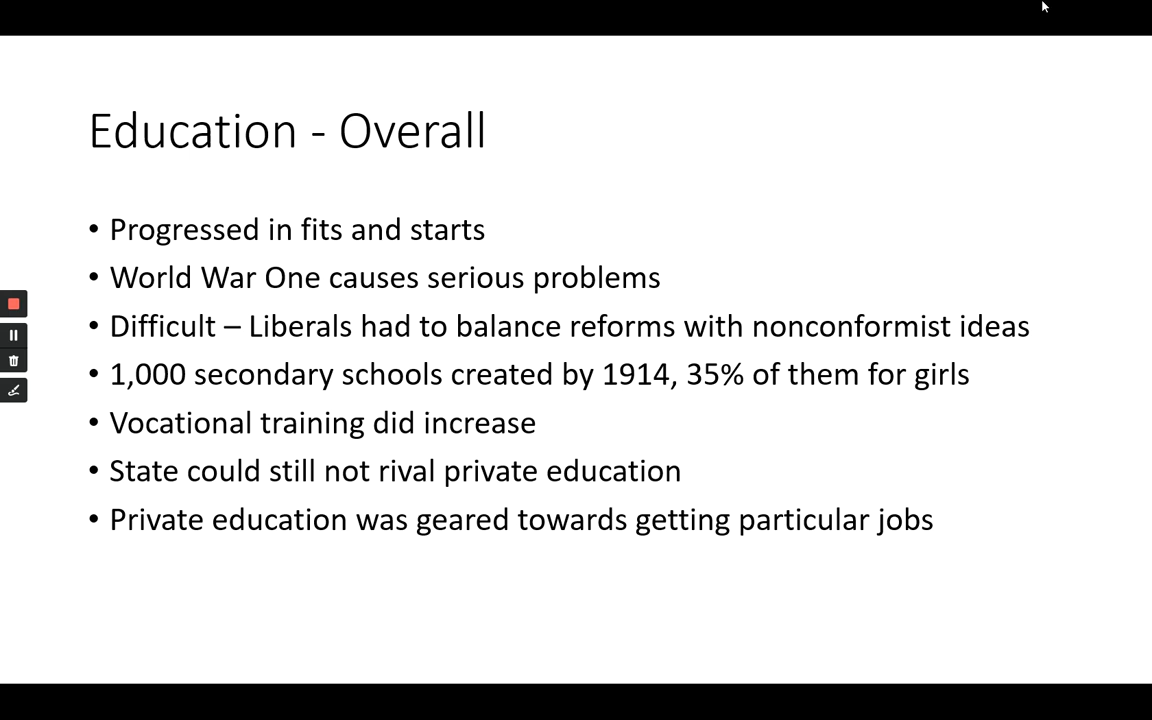 Education - Overall
• Progressed in fits and starts
• World War One causes serious problems
• Difficult – Liberals had to balance reforms with nonconformist ideas
• 1,000 secondary schools created by 1914, 35% of them for girls
• Vocational training did increase
• State could still not rival private education
• Private education was geared towards getting particular jobs